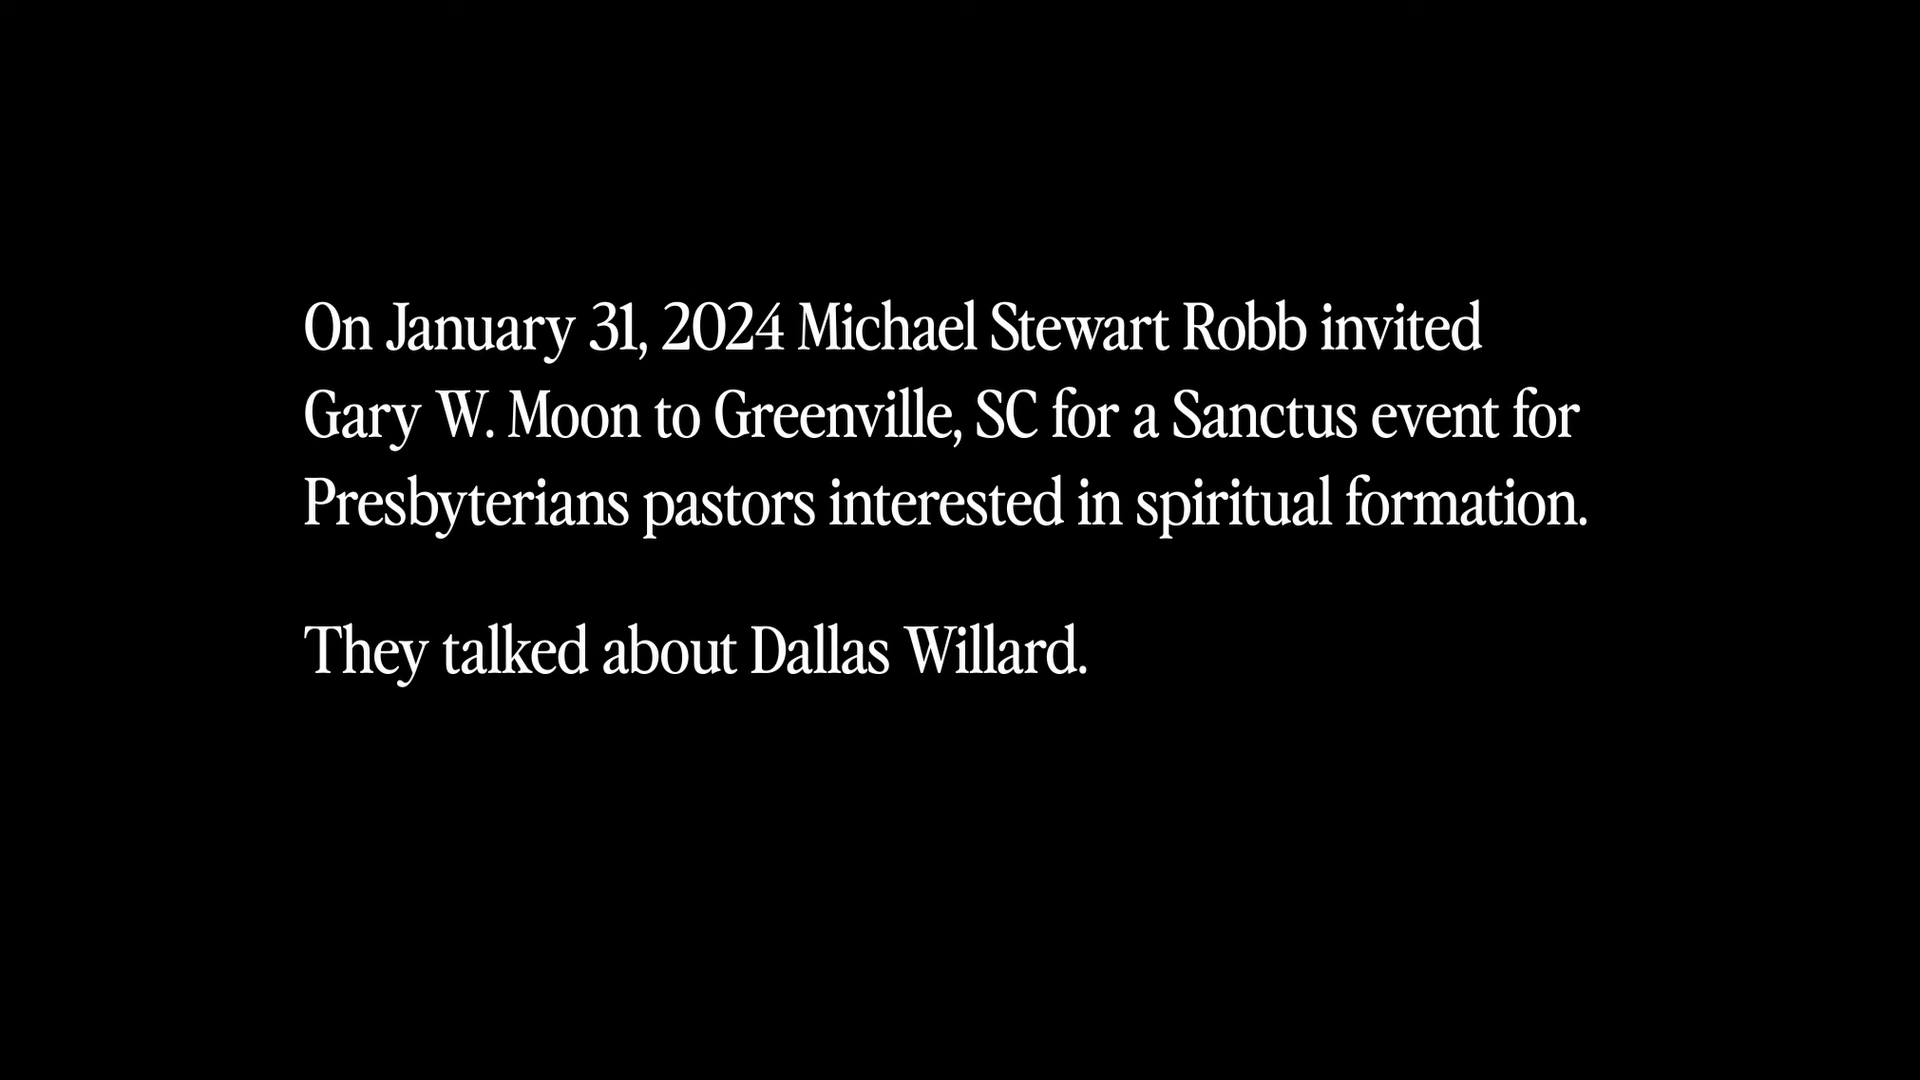 On January 31, 2024 Michael Stewart Robb invited
Gary W. Moon to Greenville, SC for a Sanctus event for
Presbyterians pastors interested in spiritual formation.
They talked about Dallas Willard.